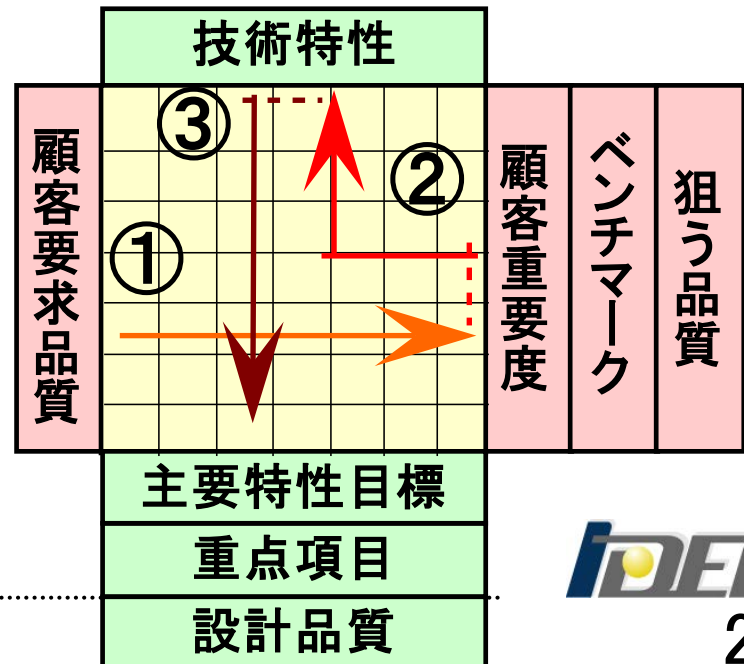 技術特性
顧客要求品質
①
②
③
顧客重要度
ベンチマーク
狙う品質
主要特性目標
重点項目
設計品質
IDE
2